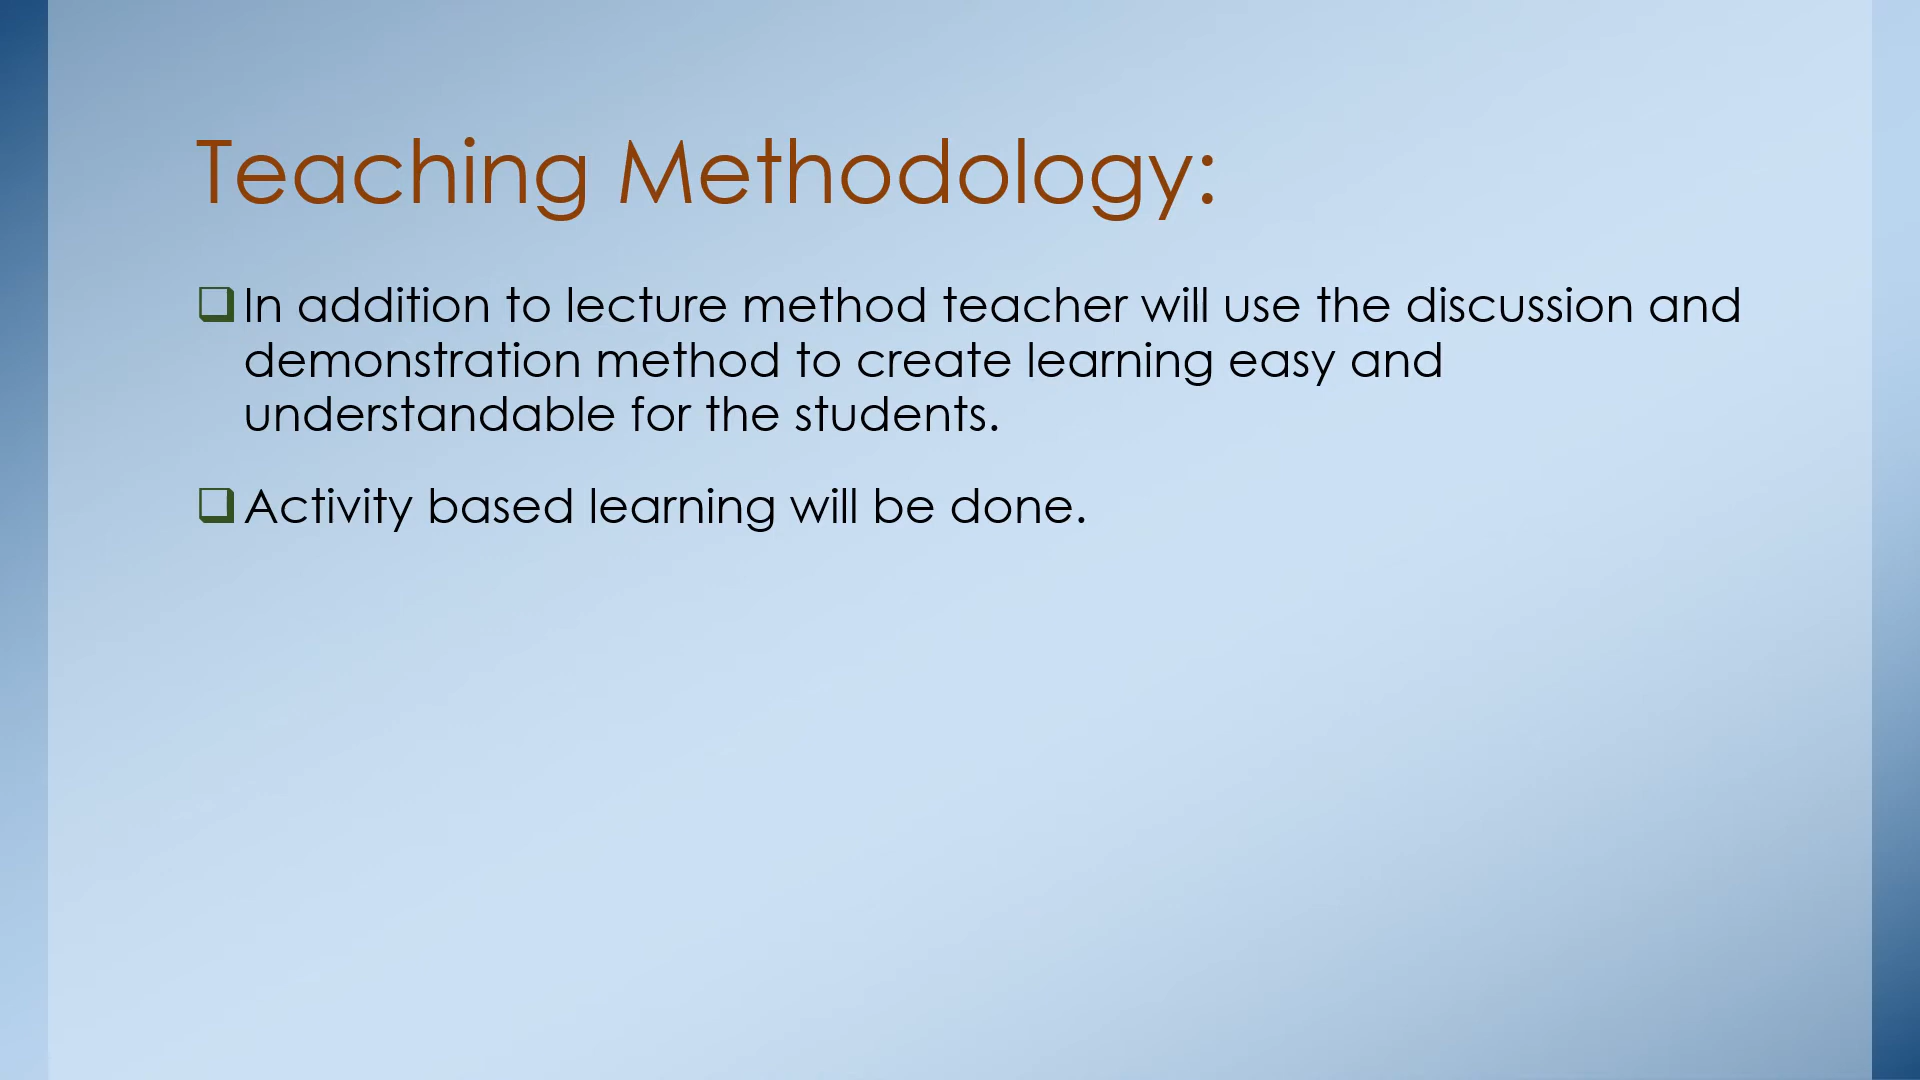 Teaching Methodology:
In addition to lecture method teacher will use the discussion and
demonstration method to create learning easy and
understandable for the students.
Activity based learning will be done.